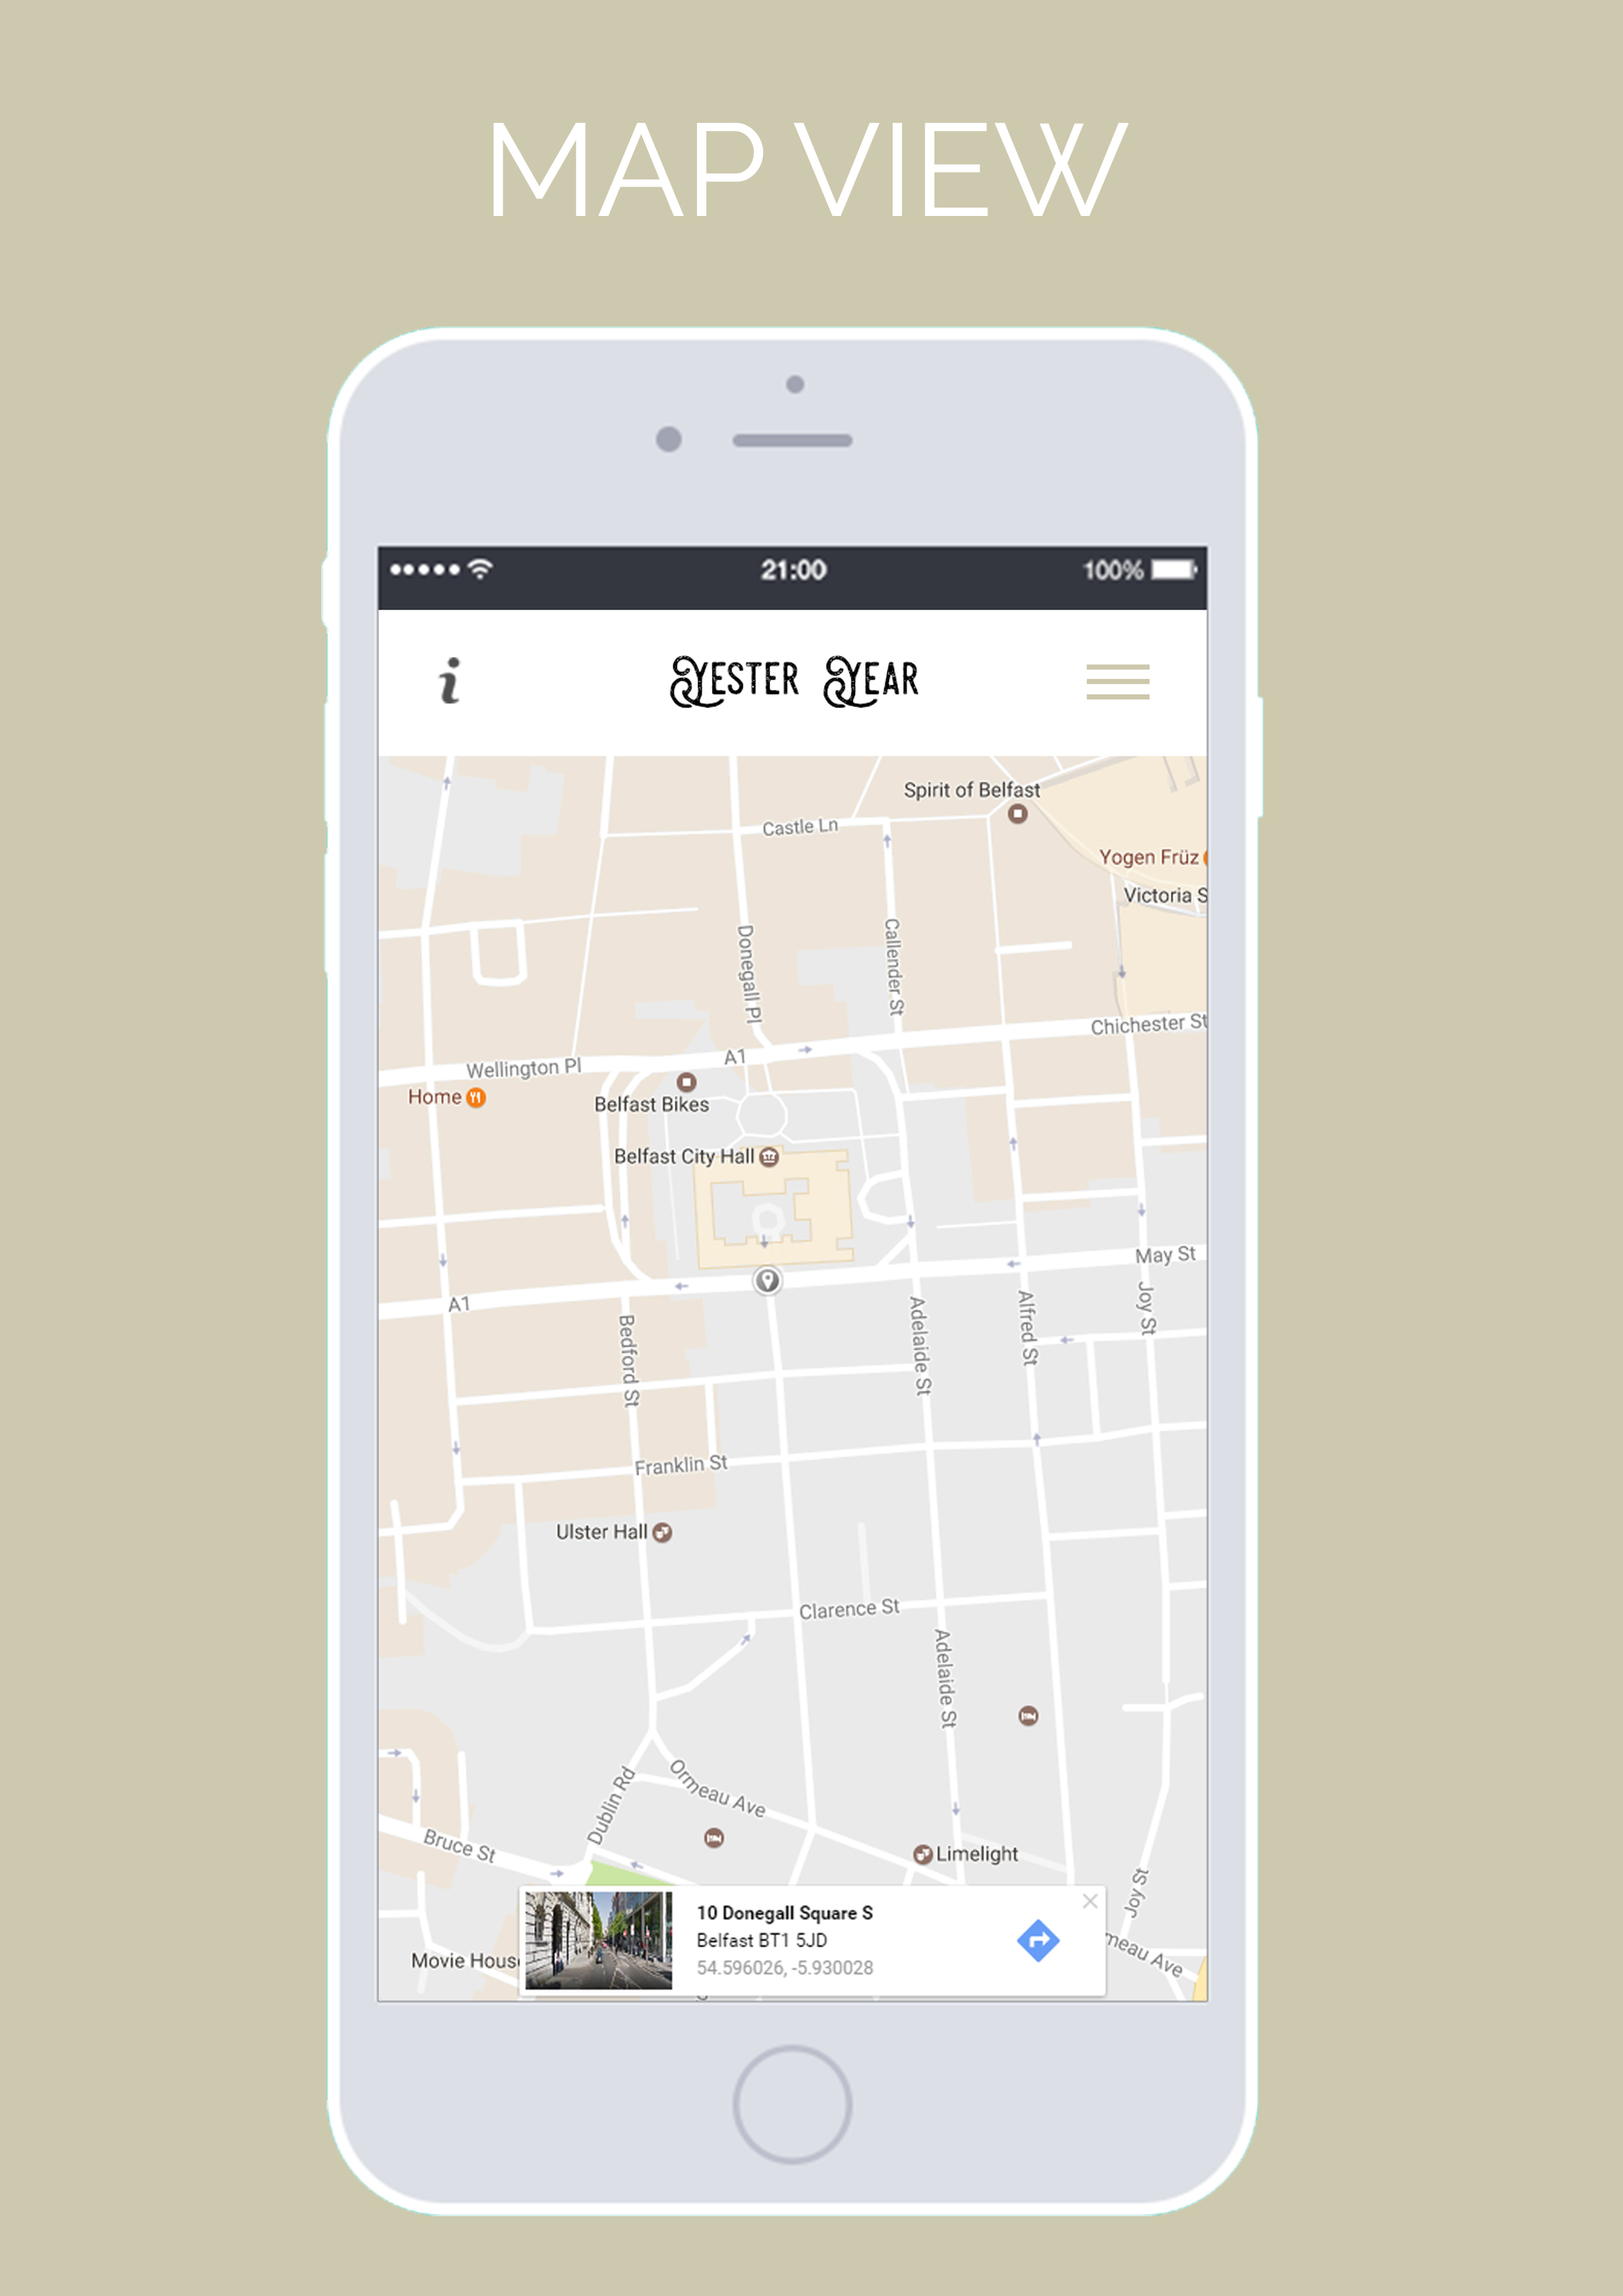 MAP VIEW
21:00
100%
i
YESTER YEAR
Spirit of Belfast
Castle Ln
Yogen Früz
Victoria S
Donegall Pl
Callender St
Chichester St
A1
Wellington Pl
Home
Belfast Bikes
Belfast City Hall
May St
A1
Bedford St
Adelaide St
Alfred St
Joy St
Franklin St
Ulster Hall
Clarence St
Adelaide St
Dublin Rd
Ormeau Ave
Bruce St
Limelight
Joy St
10 Donegall Square S
Belfast BT1 5JD
54.596026, -5.930028
meau Ave
Movie Hous